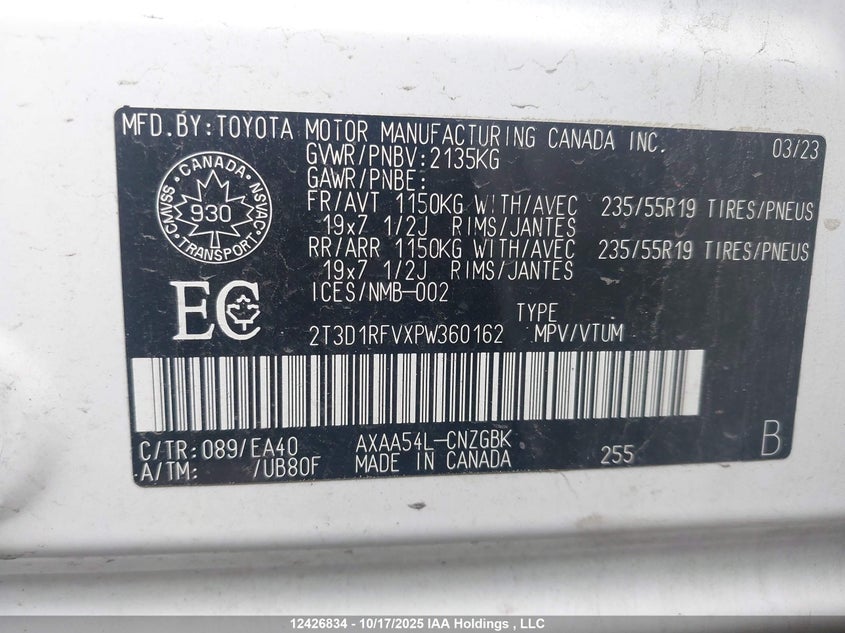 MFD.BY:TOYOTA MOTOR MANUFACTURING CANADA INC. 03/23
GVWR/PNBV:2135KG
GAWR/PNBE:
FR/AVT 1150KG WITH/AVEC 235/55R19 TIRES/PNEUS
19x7 1/2J RIMS/JANTES
RR/ARR 1150KG WITH/AVEC 235/55R19 TIRES/PNEUS
19x7 1/2J RIMS/JANTES
ICES/NMB-002
CANADA
CMVSS
NSVAC
930
TRANSPORT
EC
TYPE
2T3D1RFVXPW360162 MPV/VTUM
C/TR:089/EA40 AXAA54L-CNZGBK B
A/TM: /UB80F MADE IN CANADA 255
12426834 - 10/17/2025 IAA Holdings , LLC